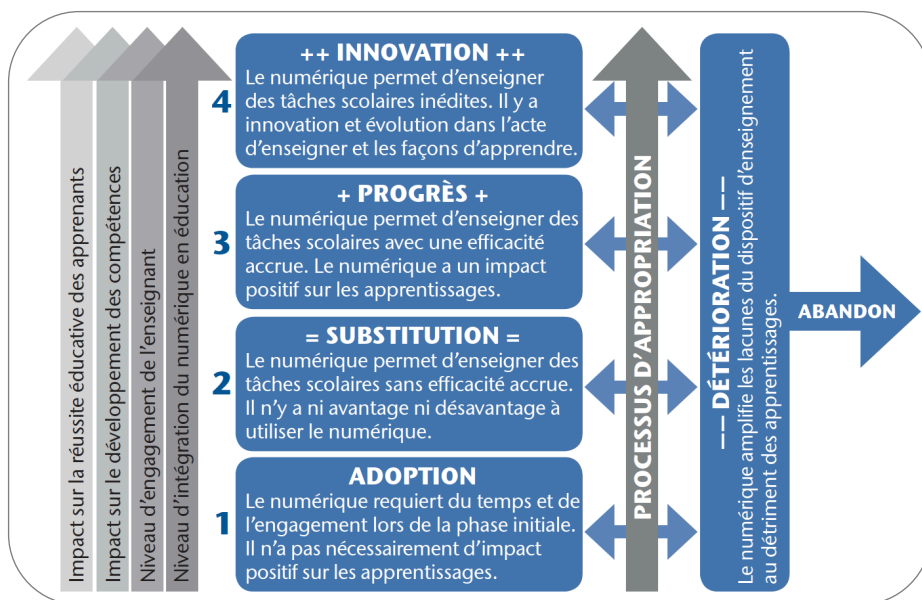 Impact sur la réussite éducative des apprenants
Impact sur le développement des compétences
Niveau d'engagement de l'enseignant
Niveau d'intégration du numérique en éducation
4
++ INNOVATION ++
Le numérique permet d'enseigner
des tâches scolaires inédites. Il y a
innovation et évolution dans l'acte
d'enseigner et les façons d'apprendre.
3
+ PROGRÈS +
Le numérique permet d'enseigner des
tâches scolaires avec une efficacité
accrue. Le numérique a un impact
positif sur les apprentissages.
2
= SUBSTITUTION =
Le numérique permet d'enseigner des
tâches scolaires sans efficacité accrue.
Il n'y a ni avantage ni désavantage à
utiliser le numérique.
1
ADOPTION
Le numérique requiert du temps et de
l'engagement lors de la phase initiale.
Il n'a pas nécessairement d'impact
positif sur les apprentissages.
PROCESSUS D'APPROPRIATION
–– DÉTÉRIORATION ––
Le numérique amplifie les lacunes du dispositif d'enseignement
au détriment des apprentissages.
ABANDON